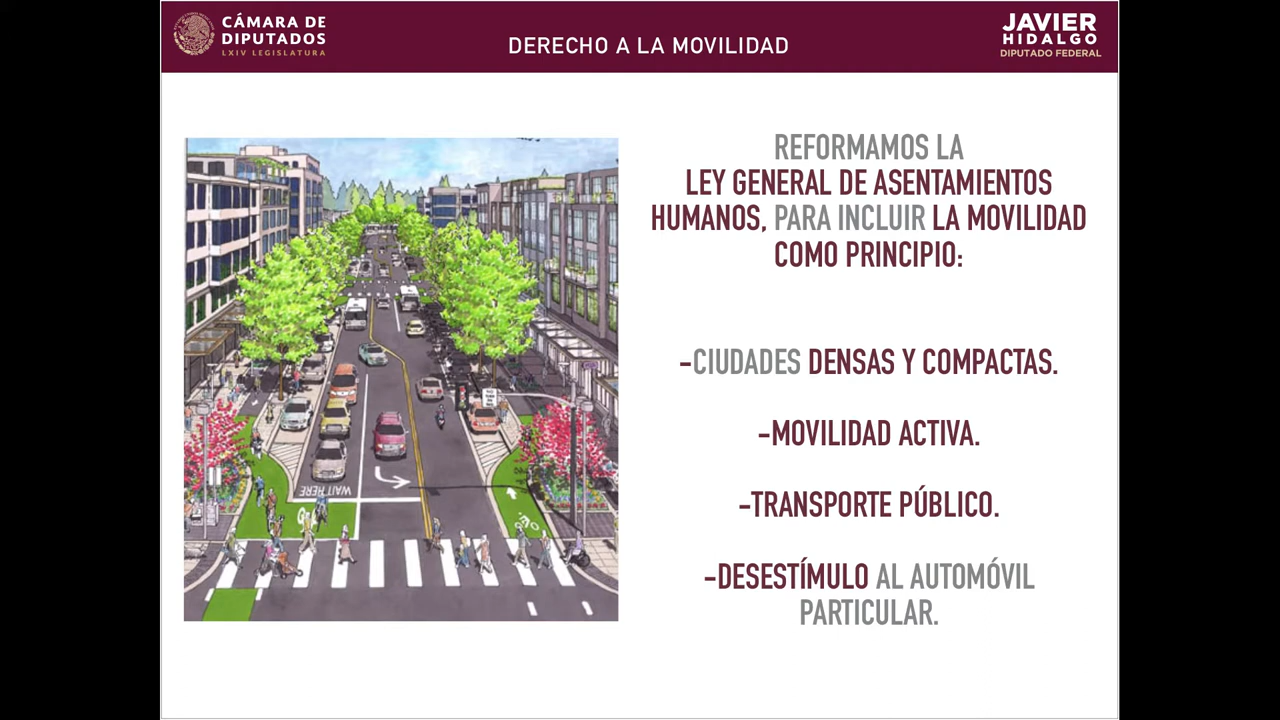 CÁMARA DE
DIPUTADOS
LXIV LEGISLATURA
DERECHO A LA MOVILIDAD
JAVIER
HIDALGO
DIPUTADO FEDERAL
REFORMAMOS LA
LEY GENERAL DE ASENTAMIENTOS
HUMANOS, PARA INCLUIR LA MOVILIDAD
COMO PRINCIPIO:
-CIUDADES DENSAS Y COMPACTAS.
-MOVILIDAD ACTIVA.
-TRANSPORTE PÚBLICO.
-DESESTÍMULO AL AUTOMÓVIL
PARTICULAR.
WAIT HERE